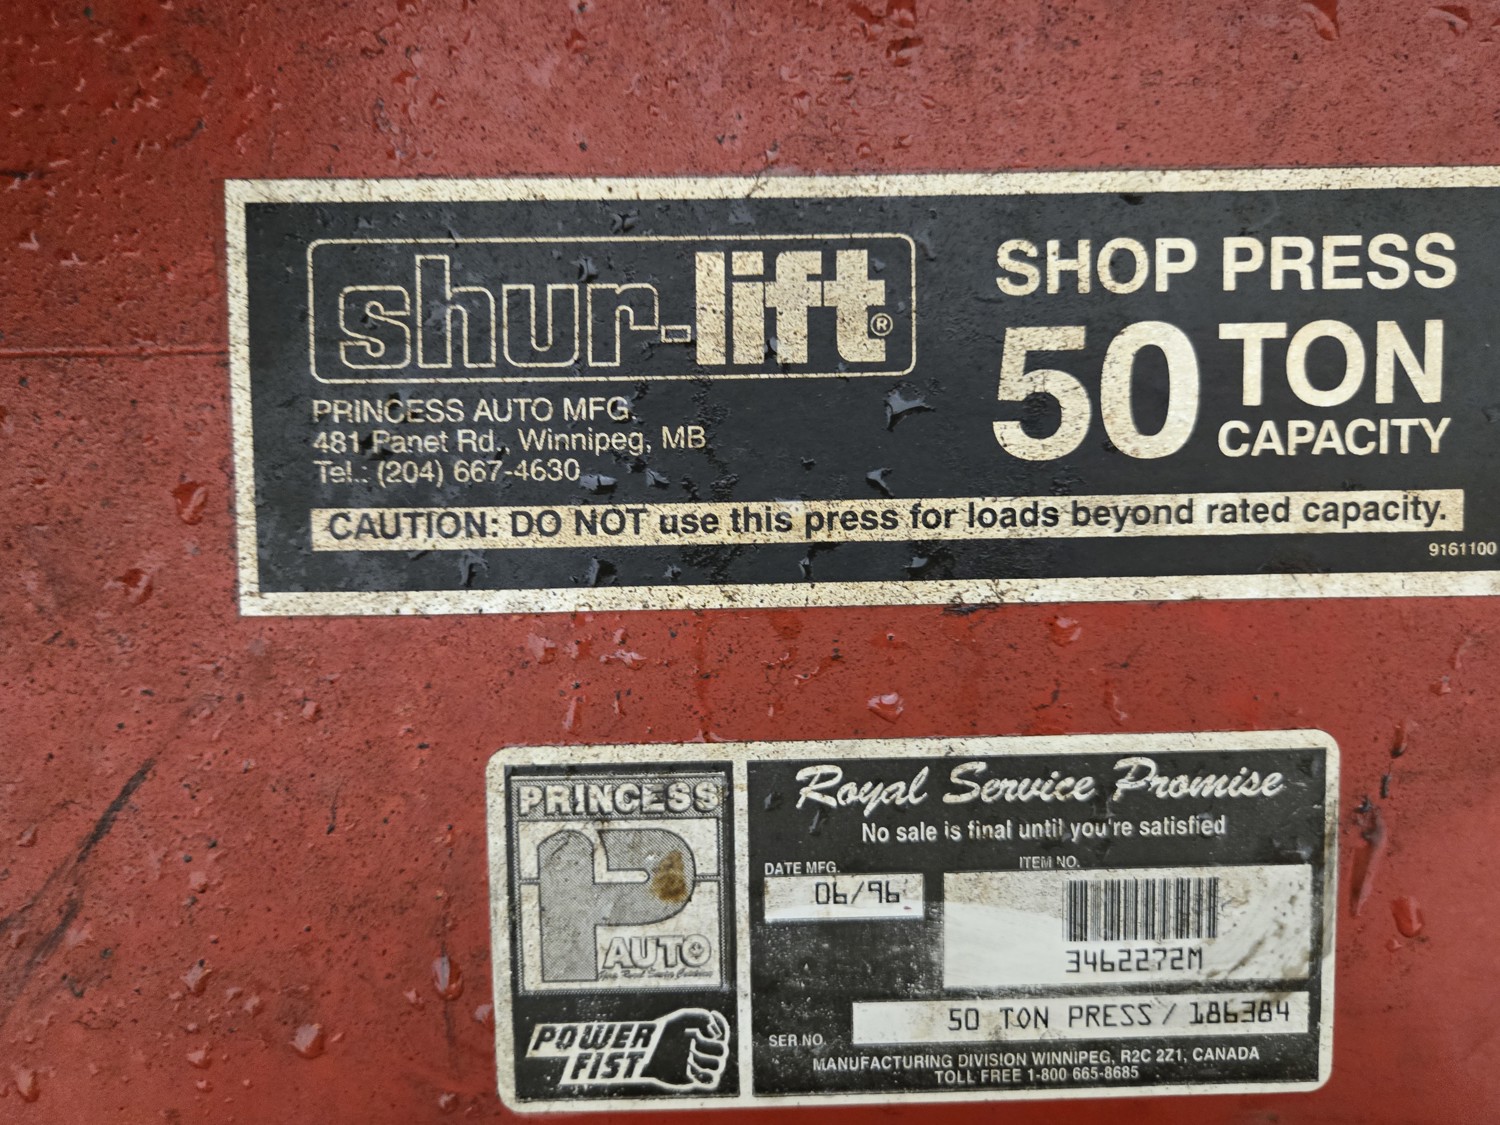 shur-lift®
SHOP PRESS
50 TON
CAPACITY
PRINCESS AUTO MFG.
481 Panet Rd., Winnipeg, MB
Tel.: (204) 667-4630
CAUTION: DO NOT use this press for loads beyond rated capacity.
9161100
PRINCESS
AUTO
POWER
FIST
Royal Service Promise
No sale is final until you're satisfied
DATE MFG.
06/96
ITEM NO.
3462272M
50 TON PRESS / 186384
SER NO.
MANUFACTURING DIVISION WINNIPEG, R2C 2Z1, CANADA
TOLL FREE 1-800 665-8685